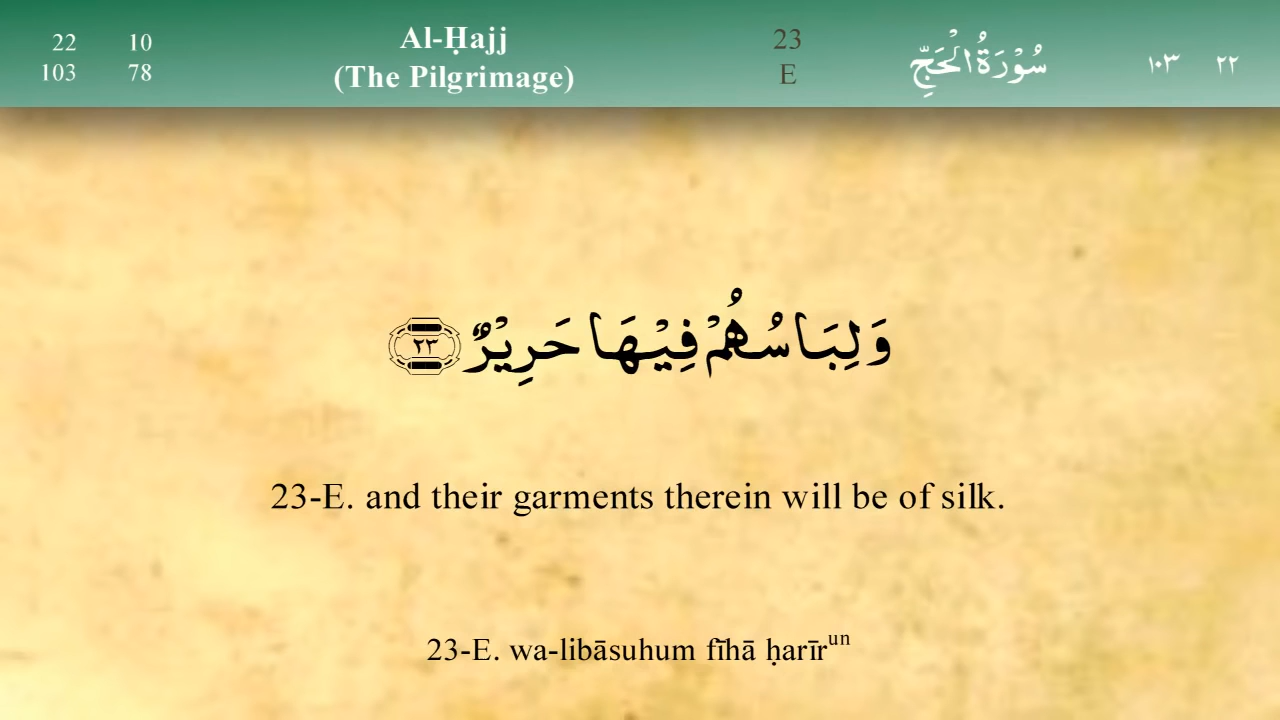 22 10 Al-Ḥajj 23 سُوْرَةُ الْحَجِّ ١٠٣ ٢٢
103 78 (The Pilgrimage) E
وَلِبَاسُهُمْ فِيْهَا حَرِيْرٌ ٢٣
23-E. and their garments therein will be of silk.
23-E. wa-libāsuhum fīhā ḥarīrun